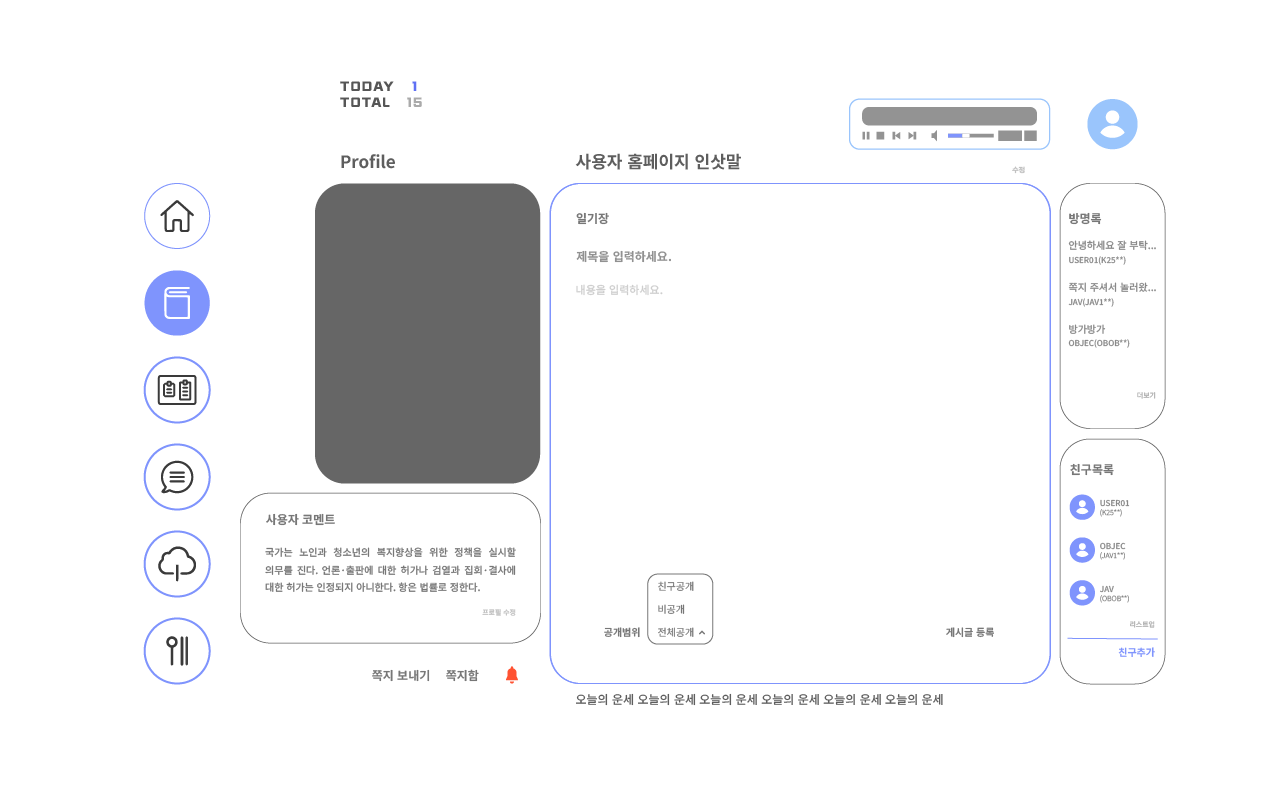 TODAY 1
TOTAL 15
Profile
사용자 홈페이지 인삿말
수정
일기장
제목을 입력하세요.
내용을 입력하세요.
친구공개
비공개
공개범위 전체공개
게시글 등록
오늘의 운세 오늘의 운세 오늘의 운세 오늘의 운세 오늘의 운세 오늘의 운세
사용자 코멘트
국가는 노인과 청소년의 복지향상을 위한 정책을 실시할
의무를 진다. 언론·출판에 대한 허가나 검열과 집회·결사에
대한 허가는 인정되지 아니한다. 항은 법률로 정한다.
프로필 수정
쪽지 보내기 쪽지함
방명록
안녕하세요 잘 부탁...
USER01(K25**)
쪽지 주셔서 놀러왔...
JAV(JAV1**)
방가방가
OBJEC(OBOB**)
더보기
친구목록
USER01
(K25**)
OBJEC
(JAV1**)
JAV
(OBOB**)
리스트업
친구추가